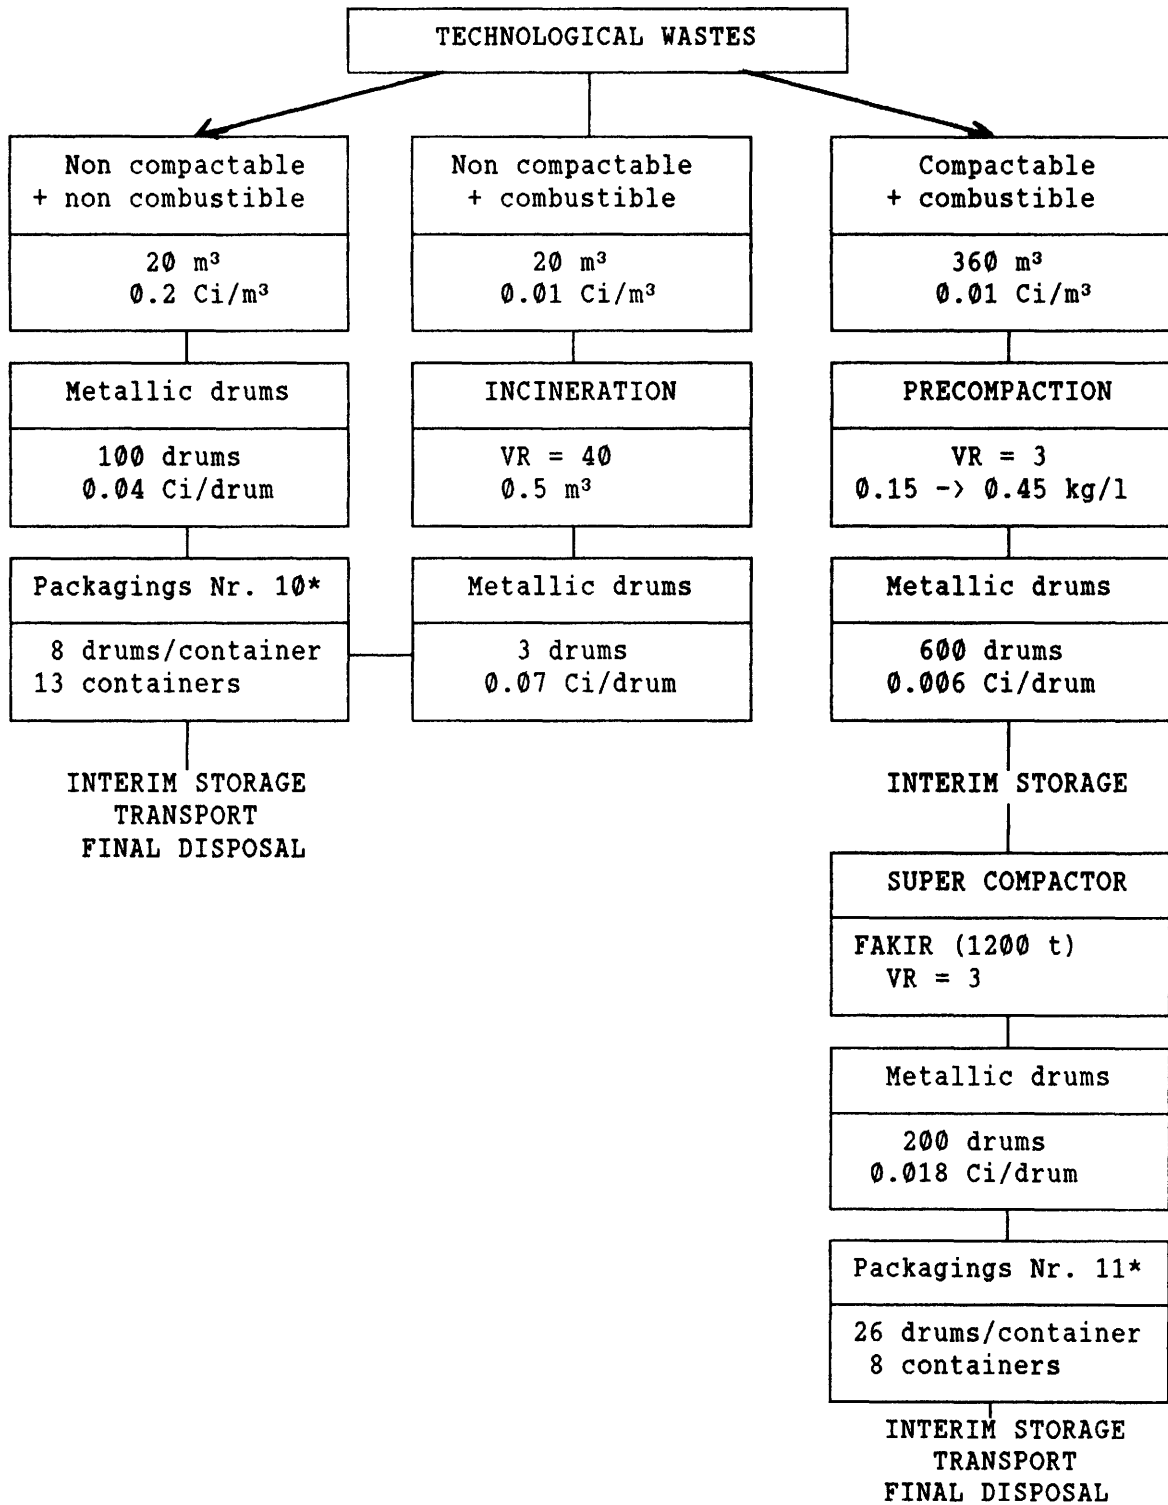 TECHNOLOGICAL WASTES
Non compactable
+ non combustible
20 m³
0.2 Ci/m³
Metallic drums
100 drums
0.04 Ci/drum
Packagings Nr. 10*
8 drums/container
13 containers
INTERIM STORAGE
TRANSPORT
FINAL DISPOSAL
Non compactable
+ combustible
20 m³
0.01 Ci/m³
INCINERATION
VR = 40
0.5 m³
Metallic drums
3 drums
0.07 Ci/drum
Compactable
+ combustible
360 m³
0.01 Ci/m³
PRECOMPACTION
VR = 3
0.15 -> 0.45 kg/l
Metallic drums
600 drums
0.006 Ci/drum
INTERIM STORAGE
SUPER COMPACTOR
FAKIR (1200 t)
VR = 3
Metallic drums
200 drums
0.018 Ci/drum
Packagings Nr. 11*
26 drums/container
8 containers
INTERIM STORAGE
TRANSPORT
FINAL DISPOSAL